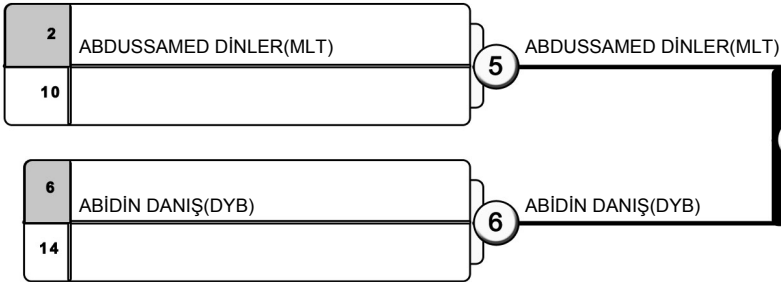 2
ABDUSSAMED DİNLER(MLT)
10
5
ABDUSSAMED DİNLER(MLT)
6
ABİDİN DANIŞ(DYB)
14
6
ABİDİN DANIŞ(DYB)